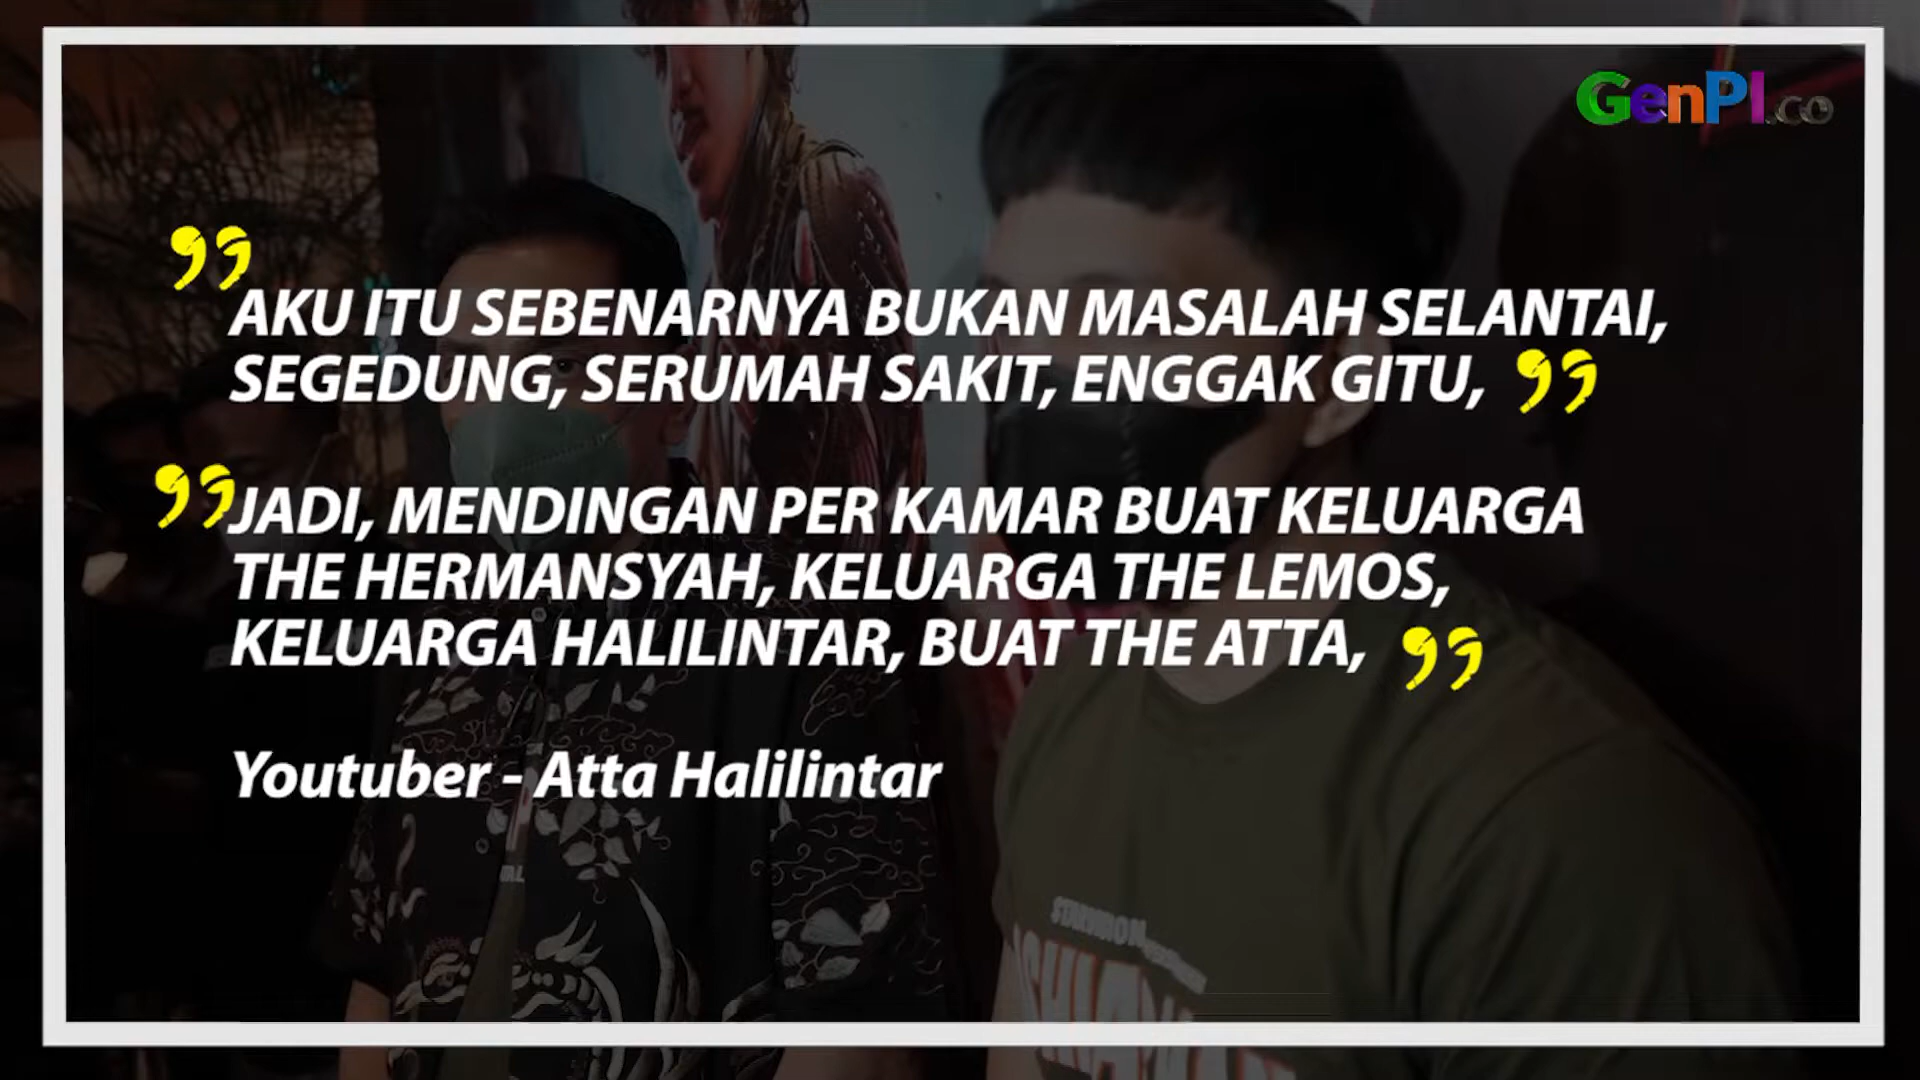 GenPI.co
"AKU ITU SEBENARNYA BUKAN MASALAH SELANTAI,
SEGEDUNG, SERUMAH SAKIT, ENGGAK GITU,"
"JADI, MENDINGAN PER KAMAR BUAT KELUARGA
THE HERMANSYAH, KELUARGA THE LEMOS,
KELUARGA HALILINTAR, BUAT THE ATTA,"
Youtuber - Atta Halilintar